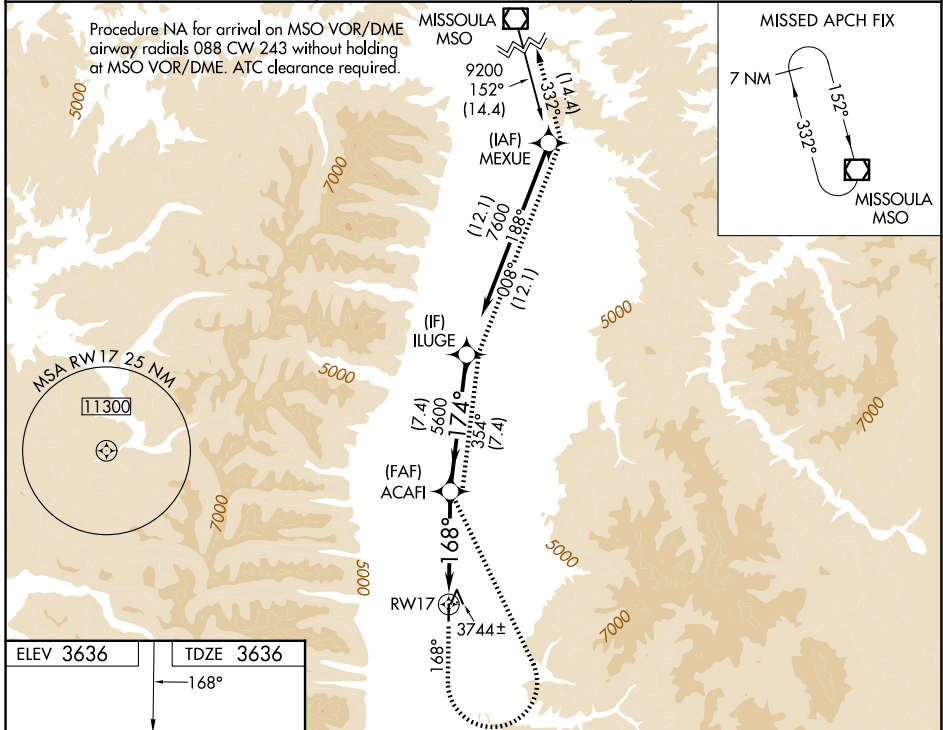 Procedure NA for arrival on MSO VOR/DME
airway radials 088 CW 243 without holding
at MSO VOR/DME. ATC clearance required.
MISSOULA
MSO
9200
152°
(14.4)
332°
(14.4)
(IAF)
MEXUE
MISSED APCH FIX
7 NM
152°
332°
MISSOULA
MSO
5000
7000
(12.1)
7600
188°
008°
(12.1)
5000
(IF)
ILUGE
5000
MSA RW17 25 NM
11300
(7.4)
5600
174°
354°
(7.4)
7000
(FAF)
ACAFI
7000
168°
5000
5000
RW17
3744±
7000
168°
ELEV 3636
TDZE 3636
168°